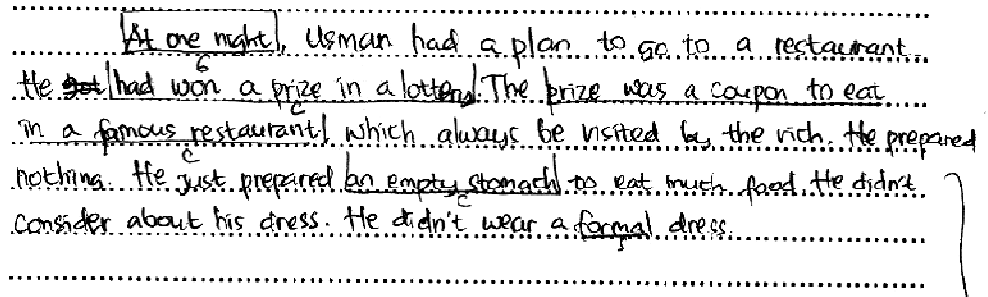 At one night, Usman had a plan to go to a restaurant.
He had won a prize in a lottery. The prize was a coupon to eat
in a famous restaurant, which always be visited by the rich. He prepared
nothing. He just prepared an empty stomach to eat much food. He didn't
consider about his dress. He didn't wear a formal dress.